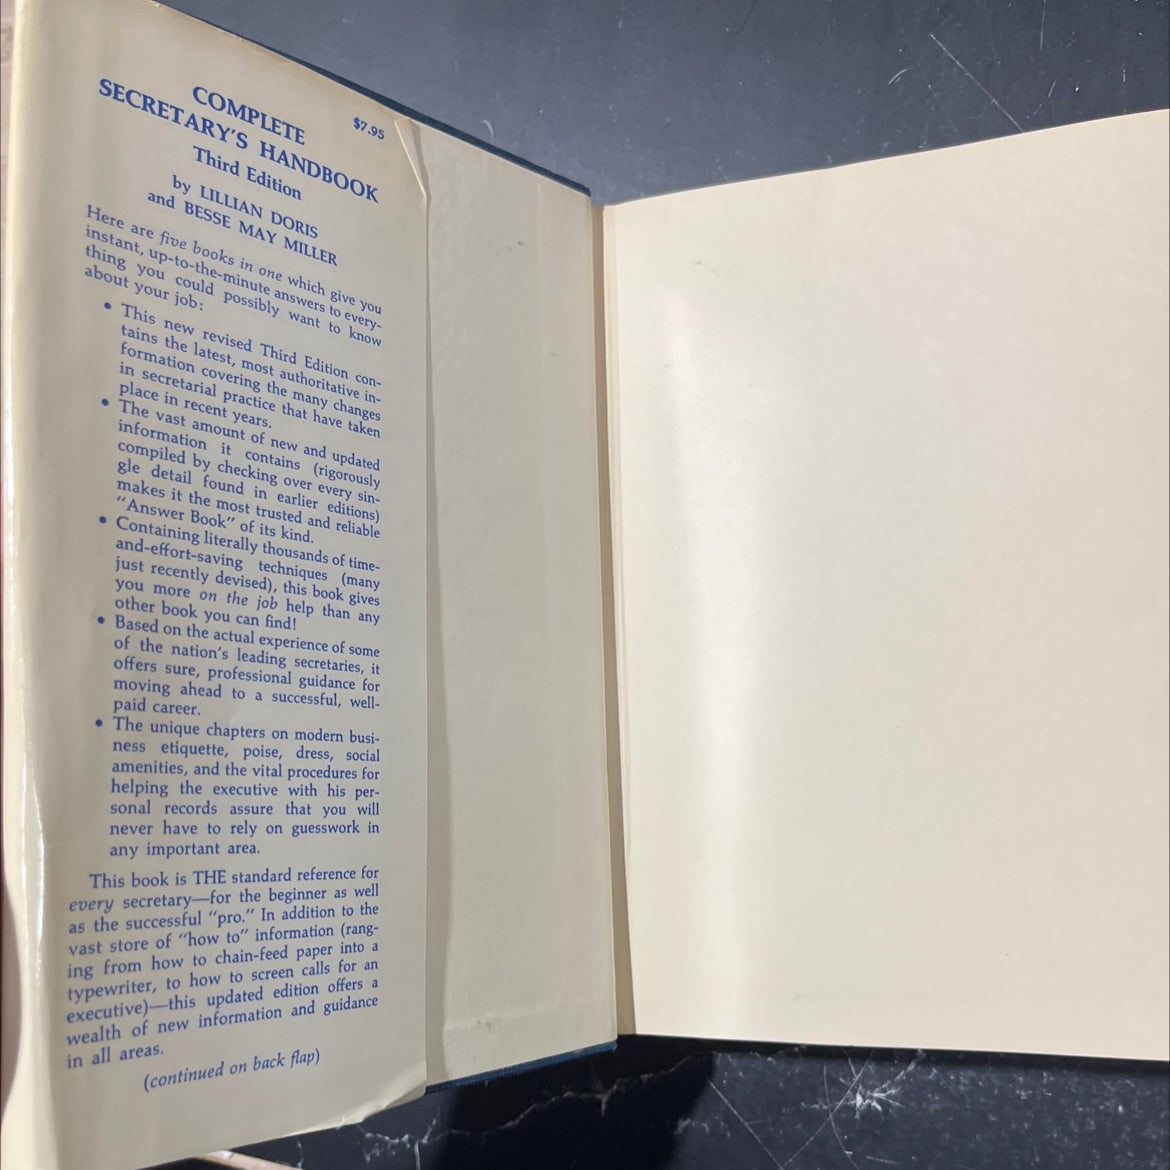 $7.95
COMPLETE
SECRETARY'S HANDBOOK
Third Edition
by LILLIAN DORIS
and BESSE MAY MILLER
Here are five books in one which give you
instant, up-to-the-minute answers to every-
thing you could possibly want to know
about your job:
• This new revised Third Edition con-
tains the latest, most authoritative in-
formation covering the many changes
in secretarial practice that have taken
place in recent years.
• The vast amount of new and updated
information it contains (rigorously
compiled by checking over every sin-
gle detail found in earlier editions)
makes it the most trusted and reliable
"Answer Book" of its kind.
• Containing literally thousands of time-
and-effort-saving techniques (many
just recently devised), this book gives
you more on the job help than any
other book you can find!
• Based on the actual experience of some
of the nation's leading secretaries, it
offers sure, professional guidance for
moving ahead to a successful, well-
paid career.
• The unique chapters on modern busi-
ness etiquette, poise, dress, social
amenities, and the vital procedures for
helping the executive with his per-
sonal records assure that you will
never have to rely on guesswork in
any important area.
This book is THE standard reference for
every secretary—for the beginner as well
as the successful "pro." In addition to the
vast store of "how to" information (rang-
ing from how to chain-feed paper into a
typewriter, to how to screen calls for an
executive)—this updated edition offers a
wealth of new information and guidance
in all areas.
(continued on back flap)